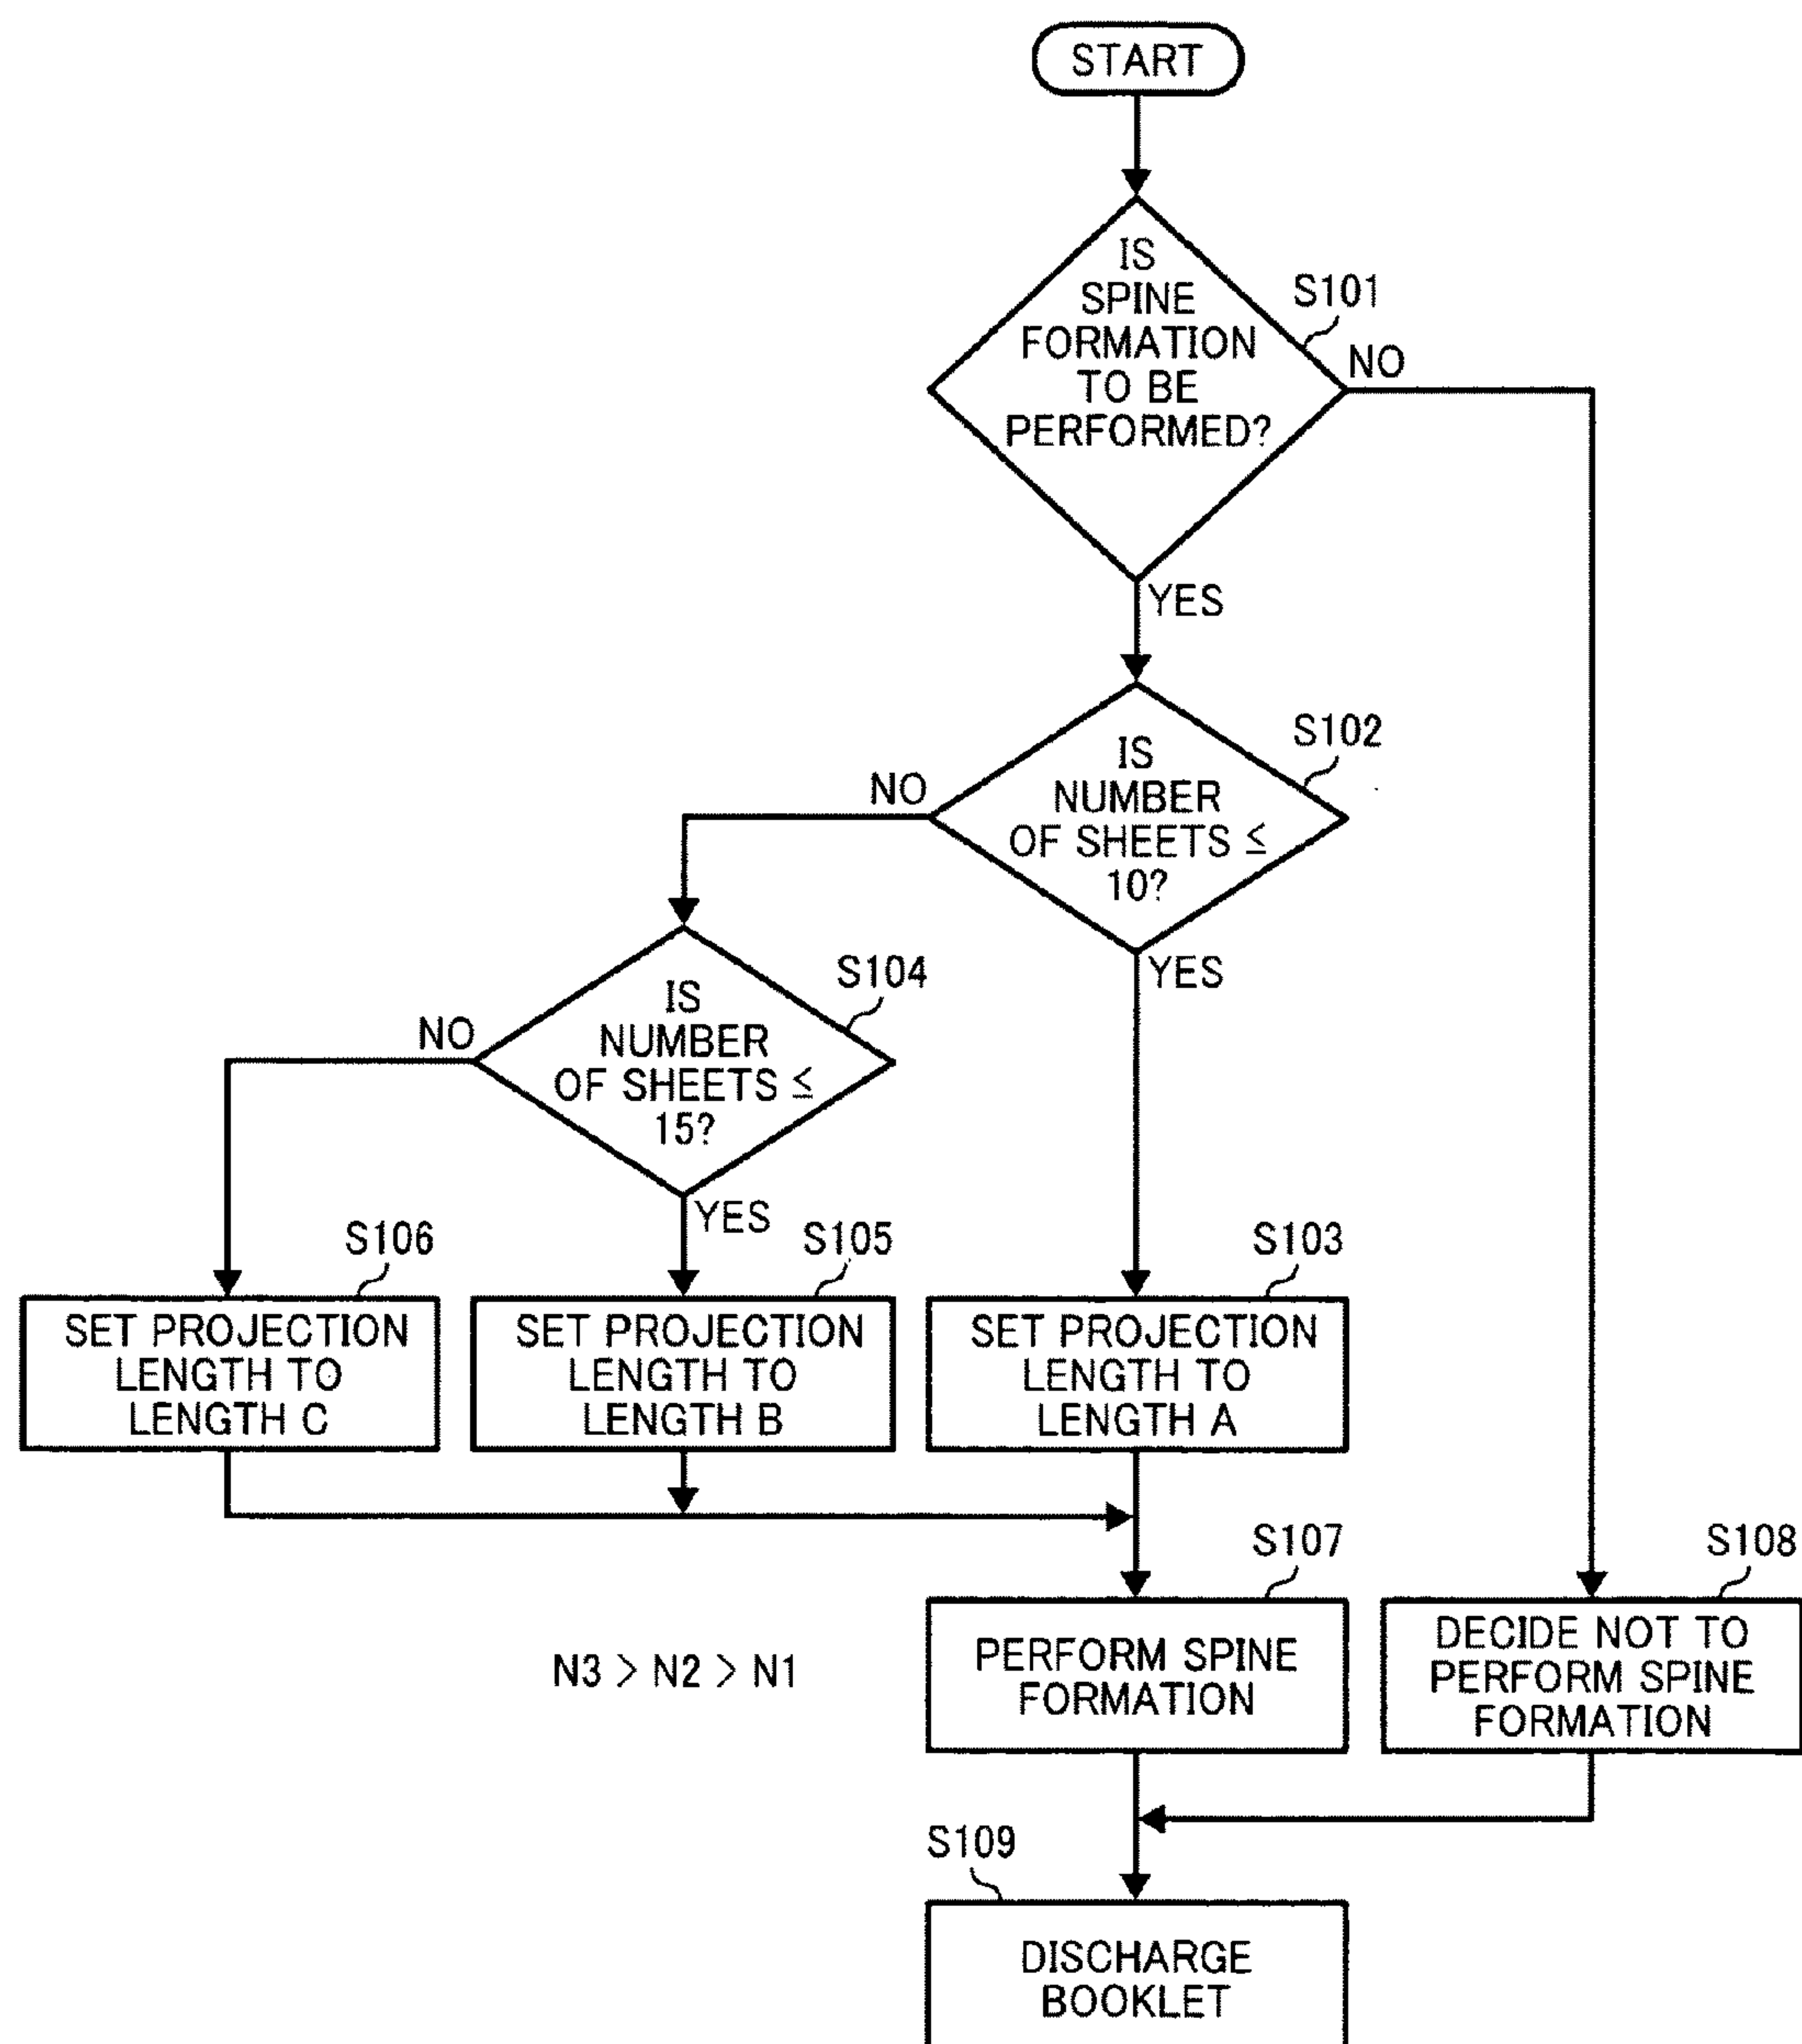 START
IS
SPINE
FORMATION
TO BE
PERFORMED?
S101
NO
YES
IS
NUMBER
OF SHEETS ≤
10?
S102
NO
YES
IS
NUMBER
OF SHEETS ≤
15?
S104
NO
YES
S106
SET PROJECTION
LENGTH TO
LENGTH C
S105
SET PROJECTION
LENGTH TO
LENGTH B
S103
SET PROJECTION
LENGTH TO
LENGTH A
S107
PERFORM SPINE
FORMATION
S108
DECIDE NOT TO
PERFORM SPINE
FORMATION
N3 > N2 > N1
S109
DISCHARGE
BOOKLET